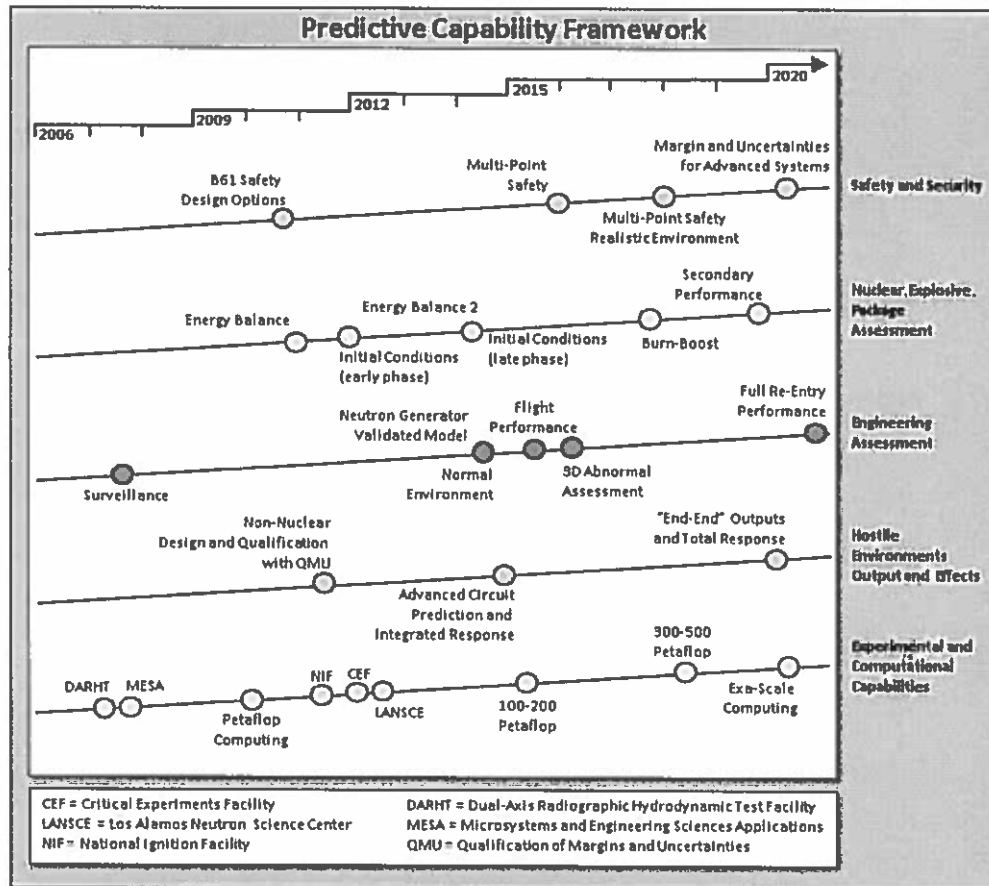 Predictive Capability Framework
2006
2009
2012
2015
2020
B61 Safety
Design Options
Multi-Point
Safety
Multi-Point Safety
Realistic Environment
Margin and Uncertainties
for Advanced Systems
Safety and Security
Energy Balance
Initial Conditions
(early phase)
Energy Balance 2
Initial Conditions
(late phase)
Burn-Boost
Secondary
Performance
Nuclear, Explosive,
Package
Assessment
Surveillance
Neutron Generator
Validated Model
Normal
Environment
Flight
Performance
3D Abnormal
Assessment
Full Re-Entry
Performance
Engineering
Assessment
Non-Nuclear
Design and Qualification
with QMU
Advanced Circuit
Prediction and
Integrated Response
"End-End" Outputs
and Total Response
Hostile
Environments
Output and Effects
DARHT
MESA
Petaflop
Computing
NIF
CEF
LANSCE
100-200
Petaflop
300-500
Petaflop
Exa-Scale
Computing
Experimental and
Computational
Capabilities
CEF = Critical Experiments Facility
LANSCE = Los Alamos Neutron Science Center
NIF = National Ignition Facility
DARHT = Dual-Axis Radiographic Hydrodynamic Test Facility
MESA = Microsystems and Engineering Sciences Applications
QMU = Qualification of Margins and Uncertainties